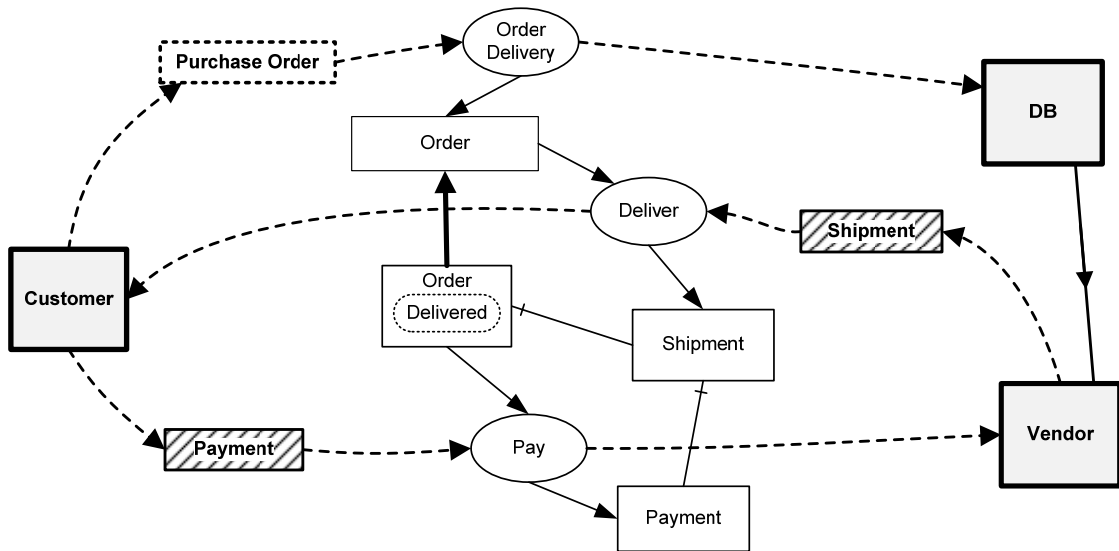 Order
Delivery
Purchase Order
DB
Order
Deliver
Shipment
Customer
Order
Delivered
Shipment
Payment
Pay
Vendor
Payment